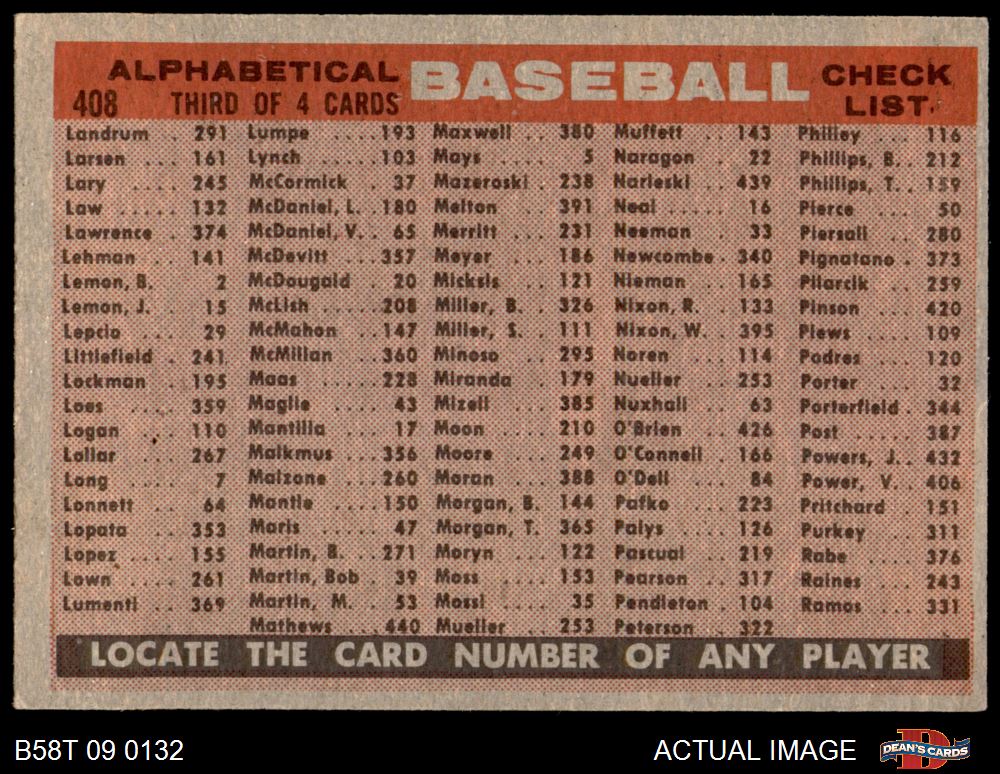 ALPHABETICAL BASEBALL CHECK
408 THIRD OF 4 CARDS LIST.
Landrum . 291 Lumpe .... 193 Maxwell .. 380 Muffett .. 143 Philley ... 116
Larsen ... 161 Lynch .... 103 Mays ..... 5 Naragon .. 22 Phillips, B. . 212
Lary .... 245 McCormick . 37 Mazeroski . 238 Narleski .. 439 Phillips, T. . 159
Law ..... 132 McDaniel, L. . 180 Melton ... 391 Neal ..... 16 Pierce ... 50
Lawrence . 374 McDaniel, V. . 65 Merritt ... 231 Neeman .. 33 Piersall .. 280
Lehman .. 141 McDevitt ... 357 Meyer ... 186 Newcombe . 340 Pignatano . 373
Lemon, B. 2 McDougald . 20 Micksis ... 121 Nieman .. 165 Pilarcik .. 259
Lemon, J. 15 McLish .... 208 Miller, B. . 326 Nixon, R. . 133 Pinson ... 420
Lepcio ... 29 McMahon .. 147 Miller, S. . 111 Nixon, W. . 395 Plews .... 109
Littlefield . 241 McMillan .. 360 Minoso ... 295 Noren .... 114 Podres ... 120
Lockman .. 195 Maas ..... 228 Miranda .. 179 Nueller .. 253 Porter ... 32
Loes .... 359 Maglie .... 43 Mizell .... 385 Nuxhall .. 63 Porterfield . 344
Logan ... 110 Mantilla ... 17 Moon .... 210 O'Brien .. 426 Post ..... 387
Lollar .... 267 Malkmus ... 356 Moore ... 249 O'Connell . 166 Powers, J. . 432
Long .... 7 Malzone ... 260 Moran ... 388 O'Dell ... 84 Power, V. . 406
Lonnett ... 64 Mantle .... 150 Morgan, B. 144 Pafko .... 223 Pritchard . 151
Lopata ... 353 Maris ..... 47 Morgan, T. 365 Palys .... 126 Purkey ... 311
Lopez ... 155 Martin, B. .. 271 Moryn ... 122 Pascual .. 219 Rabe .... 376
Lown .... 261 Martin, Bob . 39 Moss .... 153 Pearson .. 317 Raines ... 243
Lumenti .. 369 Martin, M. . 53 Mossi .... 35 Pendleton . 104 Ramos ... 331
Mathews ... 440 Mueller .. 253 Peterson .. 322
LOCATE THE CARD NUMBER OF ANY PLAYER
B58T 09 0132 ACTUAL IMAGE DEAN'S CARDS